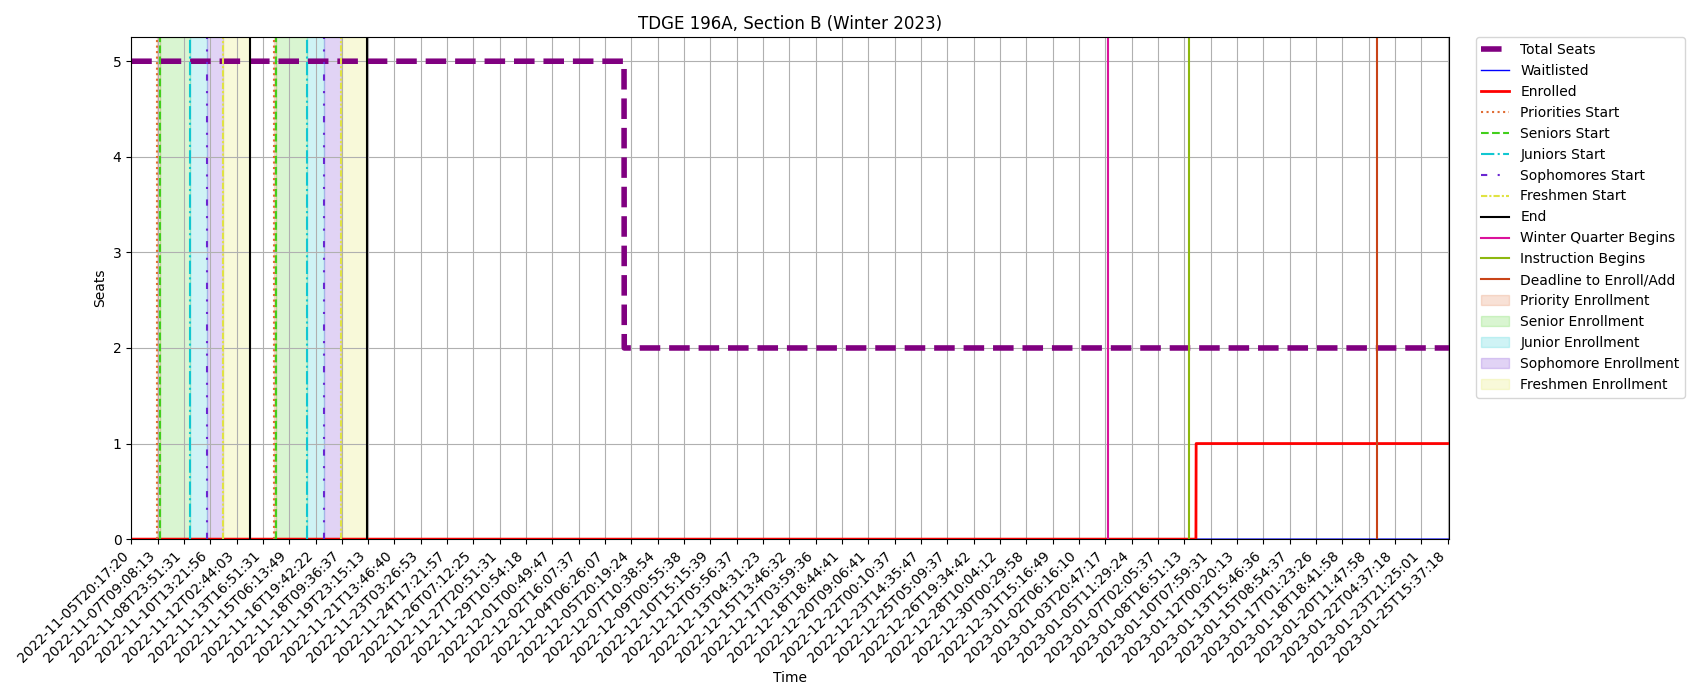 TDGE 196A, Section B (Winter 2023)
Seats
5
4
3
2
1
0
2022-11-05T20:17:20
2022-11-07T09:08:13
2022-11-08T23:51:31
2022-11-10T13:21:56
2022-11-12T02:44:03
2022-11-13T16:51:31
2022-11-15T06:13:49
2022-11-16T19:42:22
2022-11-18T09:36:37
2022-11-19T23:15:13
2022-11-21T13:46:40
2022-11-23T03:26:53
2022-11-24T17:21:57
2022-11-26T07:12:25
2022-11-27T20:51:31
2022-11-29T10:54:18
2022-12-01T00:49:47
2022-12-02T16:07:37
2022-12-04T06:26:07
2022-12-05T20:19:24
2022-12-07T10:38:54
2022-12-09T00:55:38
2022-12-10T15:15:39
2022-12-12T05:56:37
2022-12-13T04:31:23
2022-12-15T13:46:32
2022-12-17T03:59:36
2022-12-18T18:44:41
2022-12-20T09:06:41
2022-12-22T00:10:37
2022-12-23T14:35:47
2022-12-25T05:09:37
2022-12-26T19:34:42
2022-12-28T10:04:12
2022-12-30T00:29:58
2022-12-31T15:16:49
2023-01-02T06:16:10
2023-01-03T20:47:17
2023-01-05T11:29:24
2023-01-07T02:05:37
2023-01-08T16:51:13
2023-01-10T07:59:31
2023-01-12T00:20:13
2023-01-13T15:46:36
2023-01-15T08:54:37
2023-01-17T01:23:26
2023-01-18T18:41:58
2023-01-20T11:47:58
2023-01-22T04:37:18
2023-01-23T21:25:01
2023-01-25T15:37:18
Time
Total Seats
Waitlisted
Enrolled
Priorities Start
Seniors Start
Juniors Start
Sophomores Start
Freshmen Start
End
Winter Quarter Begins
Instruction Begins
Deadline to Enroll/Add
Priority Enrollment
Senior Enrollment
Junior Enrollment
Sophomore Enrollment
Freshmen Enrollment